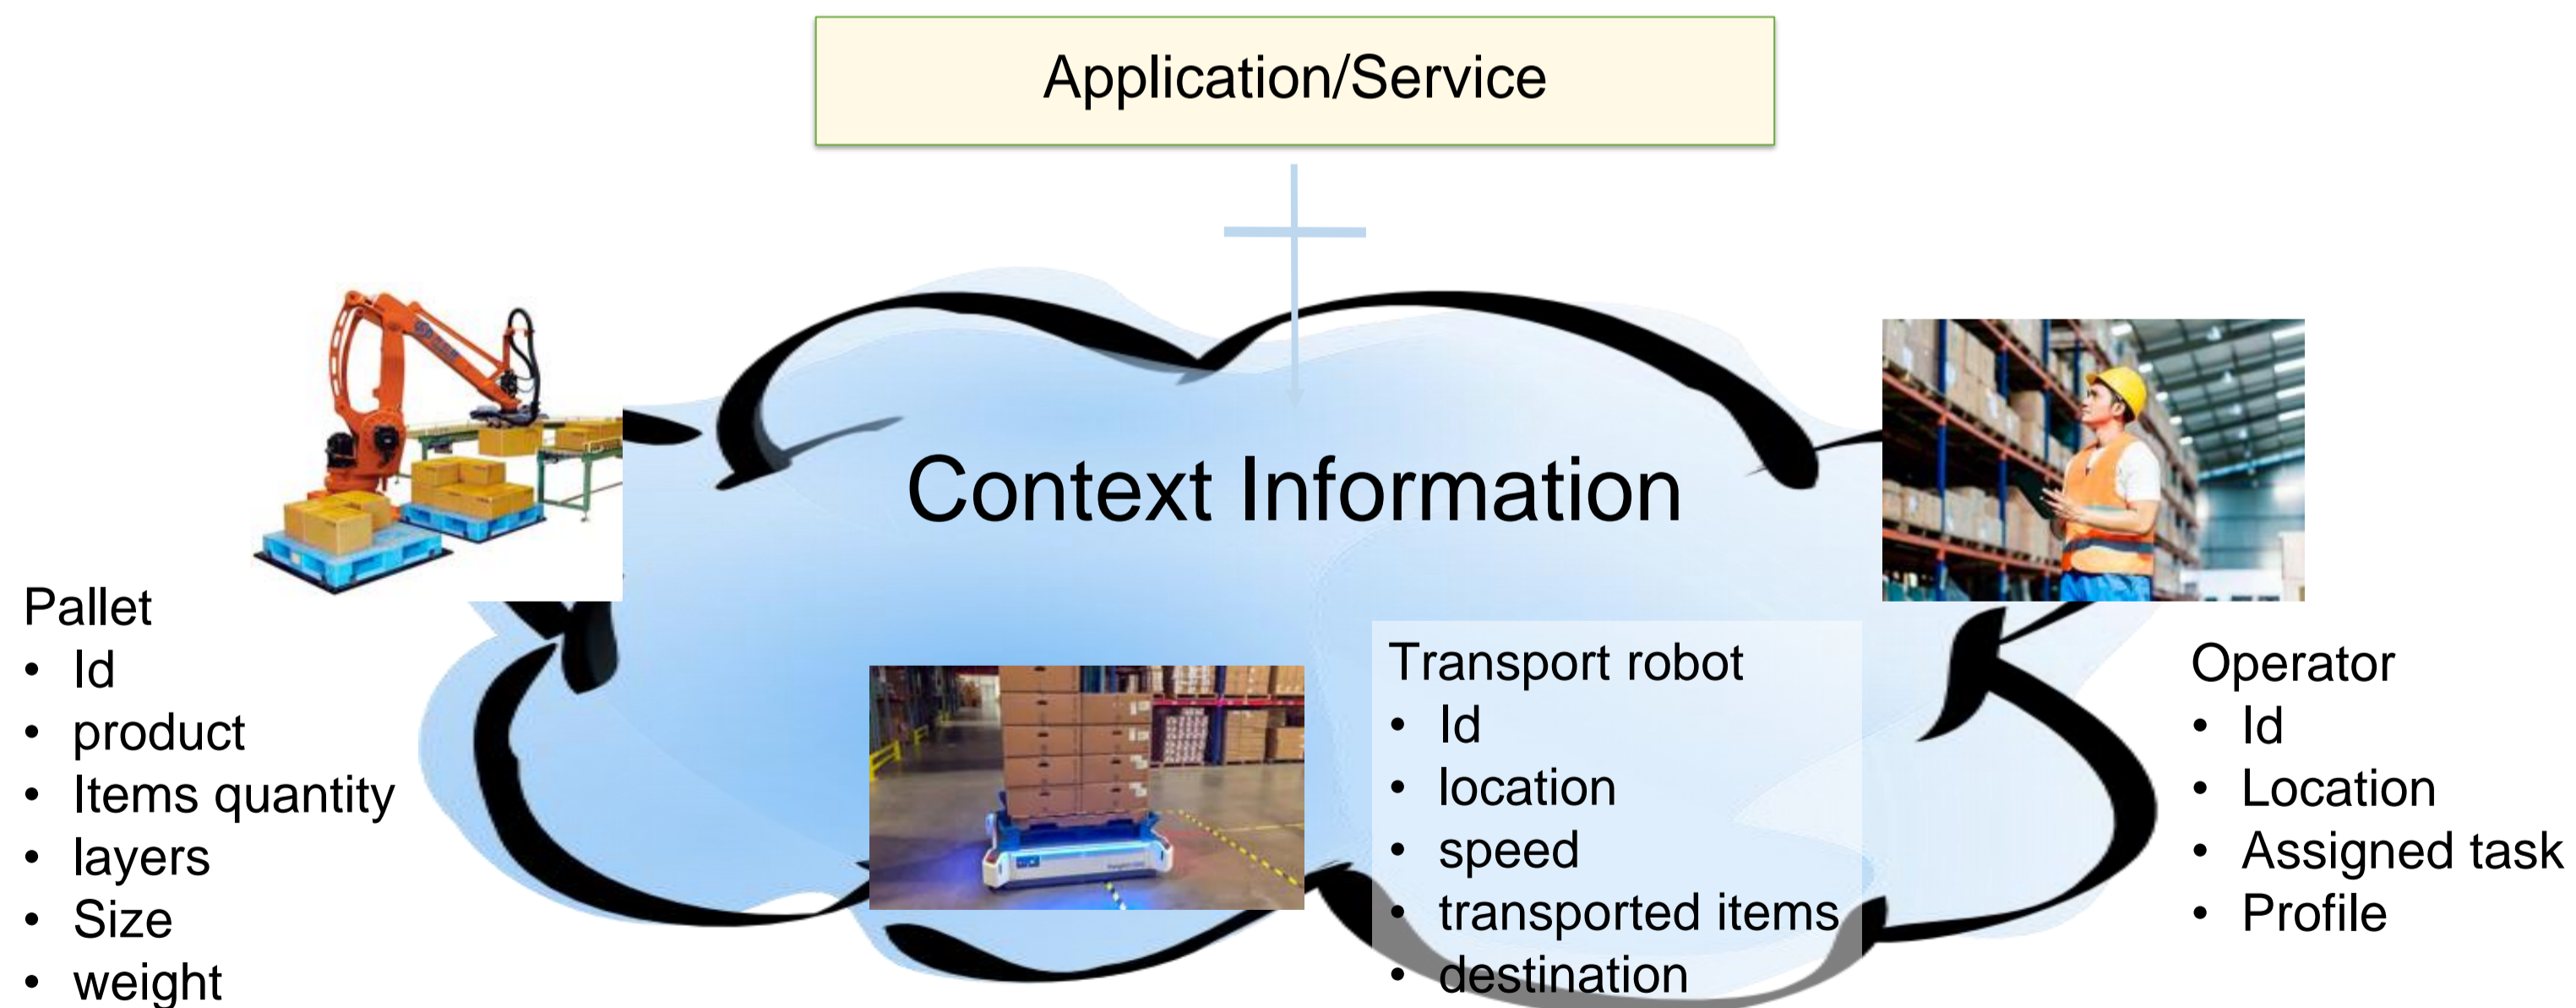 Application/Service
Context Information
Pallet
• Id
• product
• Items quantity
• layers
• Size
• weight
Transport robot
• Id
• location
• speed
• transported items
• destination
Operator
• Id
• Location
• Assigned task
• Profile